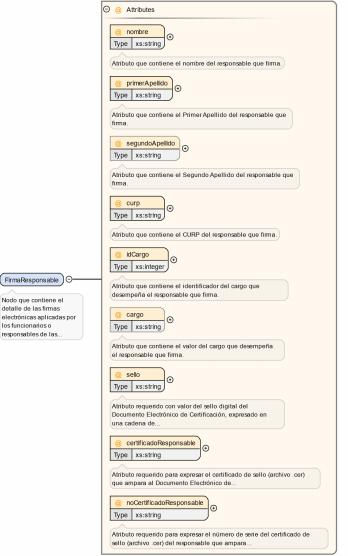 @ Attributes
@ nombre
Type xs:string
Atributo que contiene el nombre del responsable que firma.
@ primerApellido
Type xs:string
Atributo que contiene el Primer Apellido del responsable que
firma.
@ segundoApellido
Type xs:string
Atributo que contiene el Segundo Apellido del responsable que
firma.
@ curp
Type xs:string
Atributo que contiene el CURP del responsable que firma.
@ idCargo
Type xs:integer
Atributo que contiene el identificador del cargo que
desempeña el responsable que firma.
FirmaResponsable
Nodo que contiene el
detalle de las firmas
electrónicas aplicadas por
los funcionarios o
responsables de las...
@ cargo
Type xs:string
Atributo que contiene el valor del cargo que desempeña
el responsable que firma.
@ sello
Type xs:string
Atributo requerido con valor del sello digital del
Documento Electrónico de Certificación, expresado en
una cadena de...
@ certificadoResponsable
Type xs:string
Atributo requerido para expresar el certificado de sello (archivo .cer)
que ampara al Documento Electrónico de...
@ noCertificadoResponsable
Type xs:string
Atributo requerido para expresar el número de serie del certificado de
sello (archivo .cer) del responsable que ampara...